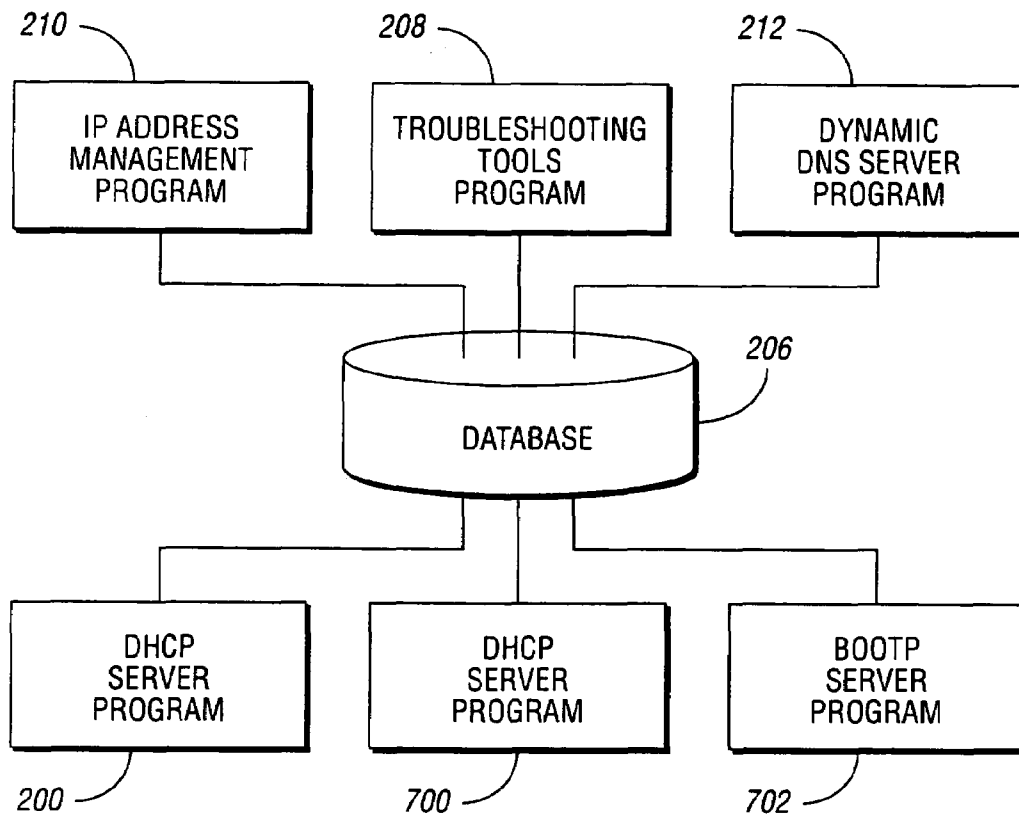 210
208
212
IP ADDRESS
MANAGEMENT
PROGRAM
TROUBLESHOOTING
TOOLS
PROGRAM
DYNAMIC
DNS SERVER
PROGRAM
206
DATABASE
DHCP
SERVER
PROGRAM
DHCP
SERVER
PROGRAM
BOOTP
SERVER
PROGRAM
200
700
702